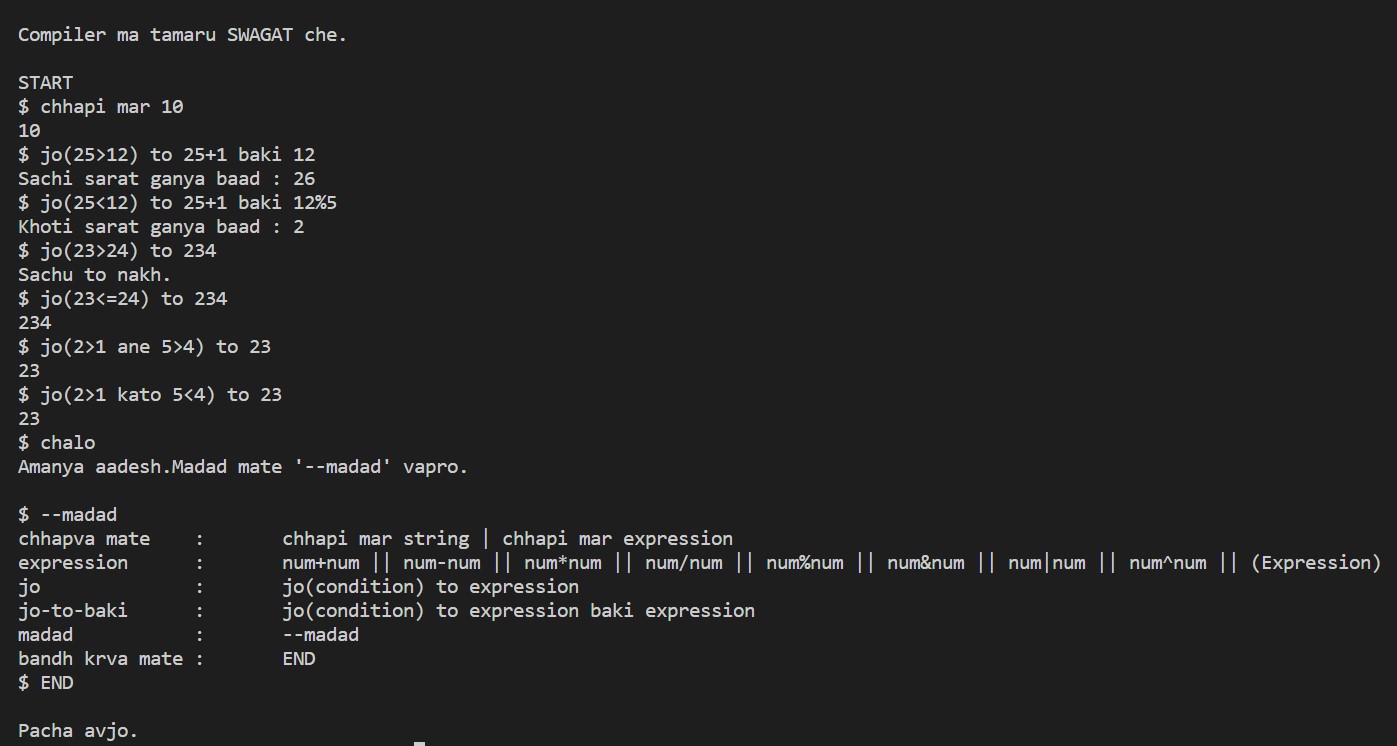 Compiler ma tamaru SWAGAT che.
START
$ chhapi mar 10
10
$ jo(25>12) to 25+1 baki 12
Sachi sarat ganya baad : 26
$ jo(25<12) to 25+1 baki 12%5
Khoti sarat ganya baad : 2
$ jo(23>24) to 234
Sachu to nakh.
$ jo(23<=24) to 234
234
$ jo(2>1 ane 5>4) to 23
23
$ jo(2>1 kato 5<4) to 23
23
$ chalo
Amanya aadesh.Madad mate '--madad' vapro.
$ --madad
chhapva mate    :       chhapi mar string | chhapi mar expression
expression      :       num+num || num-num || num*num || num/num || num%num || num&num || num|num || num^num || (Expression)
jo              :       jo(condition) to expression
jo-to-baki      :       jo(condition) to expression baki expression
madad           :       --madad
bandh krva mate :       END
$ END
Pacha avjo.